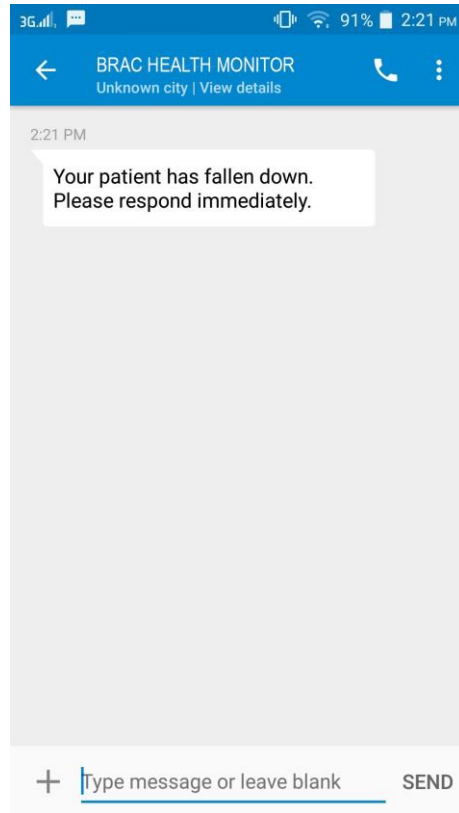 3G 91% 2:21 PM
BRAC HEALTH MONITOR
Unknown city | View details
2:21 PM
Your patient has fallen down.
Please respond immediately.
Type message or leave blank SEND